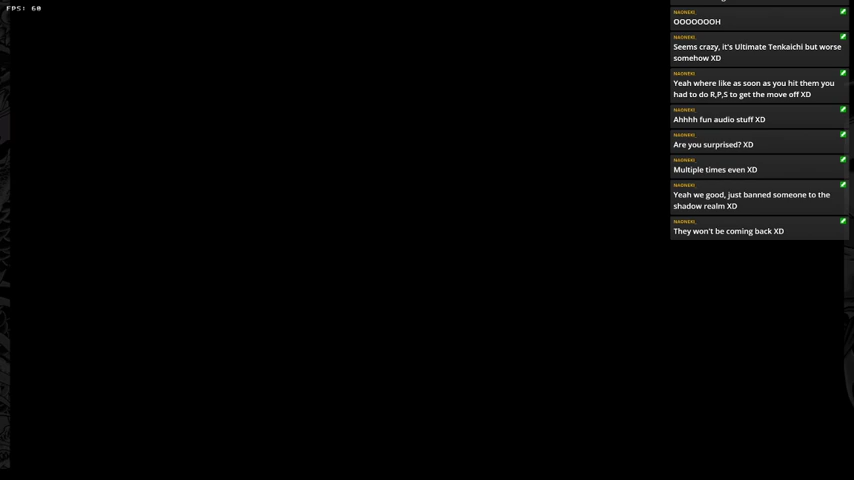 FPS: 60
NAONEKI_
OOOOOOOH
NAONEKI_
Seems crazy, it's Ultimate Tenkaichi but worse
somehow XD
NAONEKI_
Yeah where like as soon as you hit them you
had to do R,P,S to get the move off XD
NAONEKI_
Ahhhh fun audio stuff XD
NAONEKI_
Are you surprised? XD
NAONEKI_
Multiple times even XD
NAONEKI_
Yeah we good, just banned someone to the
shadow realm XD
NAONEKI_
They won't be coming back XD